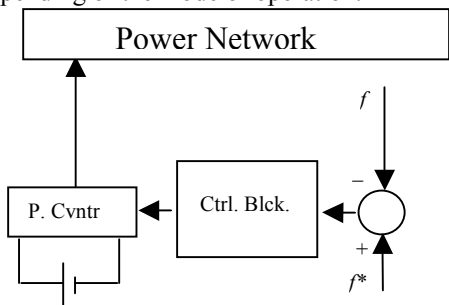 Power Network
f
−
P. Cvntr
Ctrl. Blck.
+
f*